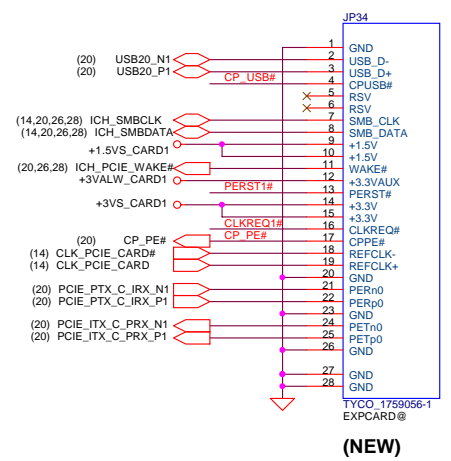 JP34
1 GND
(20) USB20_N1 2 USB_D-
(20) USB20_P1 3 USB_D+
CP_USB# 4 CPUSB#
5 RSV
6 RSV
(14,20,26,28) ICH_SMBCLK 7 SMB_CLK
(14,20,26,28) ICH_SMBDATA 8 SMB_DATA
+1.5VS_CARD1 9 +1.5V
10 +1.5V
(20,26,28) ICH_PCIE_WAKE# 11 WAKE#
+3VALW_CARD1 12 +3.3VAUX
PERST1# 13 PERST#
+3VS_CARD1 14 +3.3V
15 +3.3V
CLKREQ1# 16 CLKREQ#
(20) CP_PE# CP_PE# 17 CPPE#
(14) CLK_PCIE_CARD# 18 REFCLK-
(14) CLK_PCIE_CARD 19 REFCLK+
20 GND
(20) PCIE_PTX_C_IRX_N1 21 PERn0
(20) PCIE_PTX_C_IRX_P1 22 PERp0
23 GND
(20) PCIE_ITX_C_PRX_N1 24 PETn0
(20) PCIE_ITX_C_PRX_P1 25 PETp0
26 GND
27 GND
28 GND
TYCO_1759056-1
EXPCARD@
(NEW)